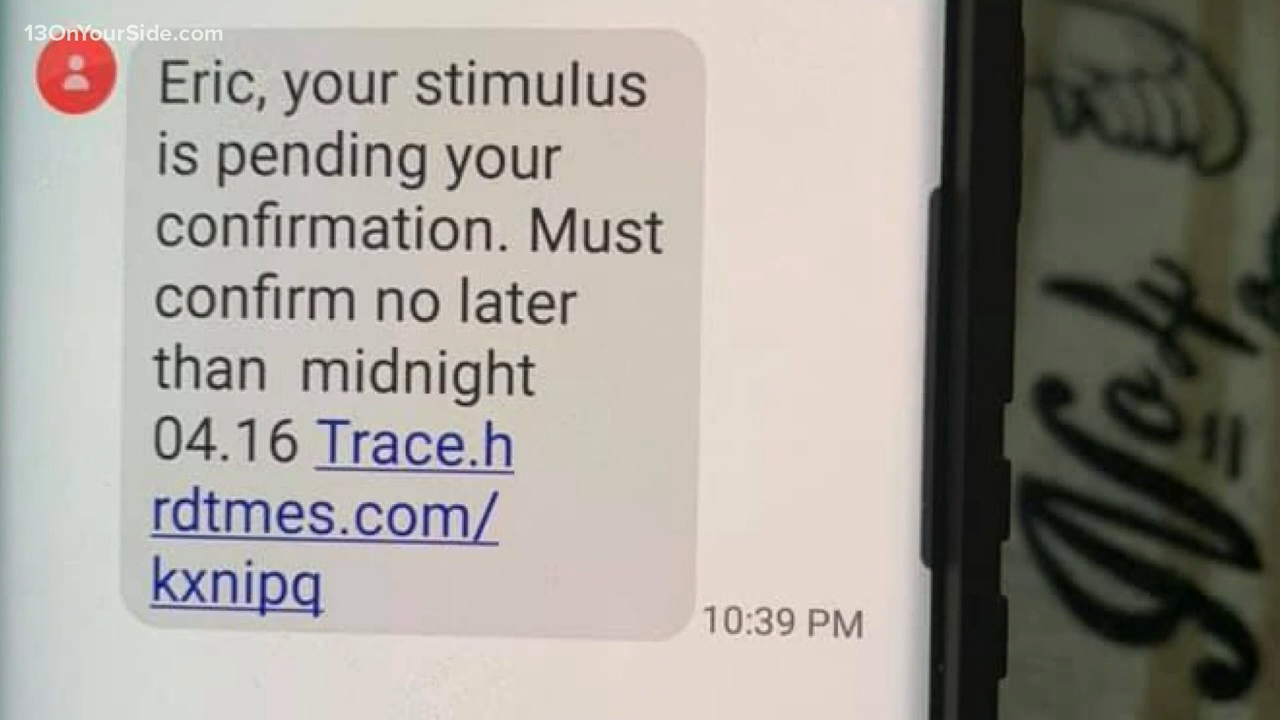 13OnYourSide.com
Eric, your stimulus
is pending your
confirmation. Must
confirm no later
than  midnight
04.16 Trace.h
rdtmes.com/
kxnipq
10:39 PM
Not